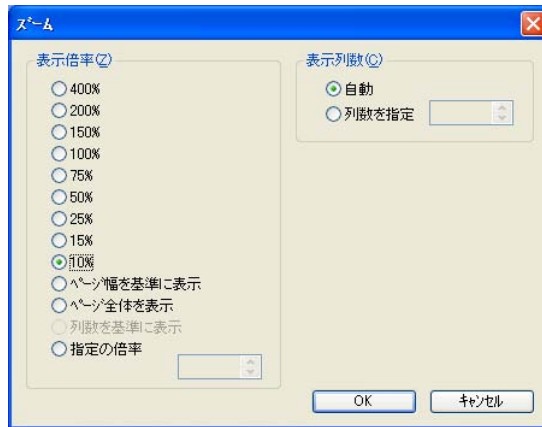 ｽﾞｰﾑ
表示倍率(Z)
400%
200%
150%
100%
75%
50%
25%
15%
10%
ﾍﾟｰｼﾞ幅を基準に表示
ﾍﾟｰｼﾞ全体を表示
列数を基準に表示
指定の倍率
表示列数(C)
自動
列数を指定
OK
ｷｬﾝｾﾙ